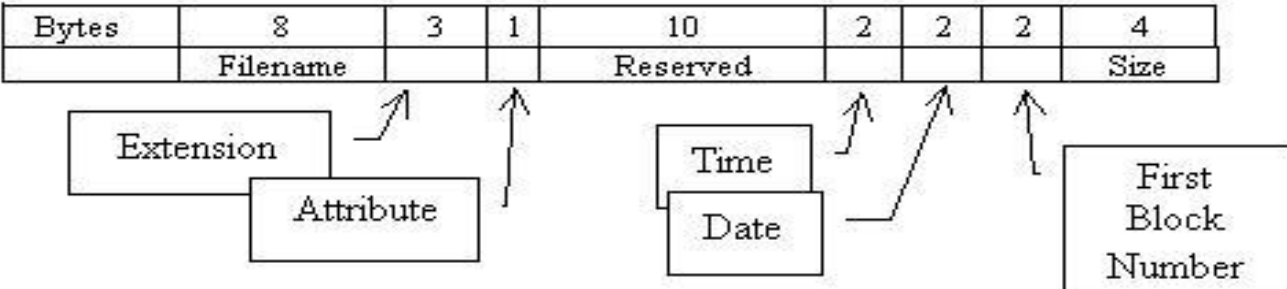 Bytes 8 3 1 10 2 2 2 4
Filename Reserved Size
Extension
Attribute
Time
Date
First
Block
Number